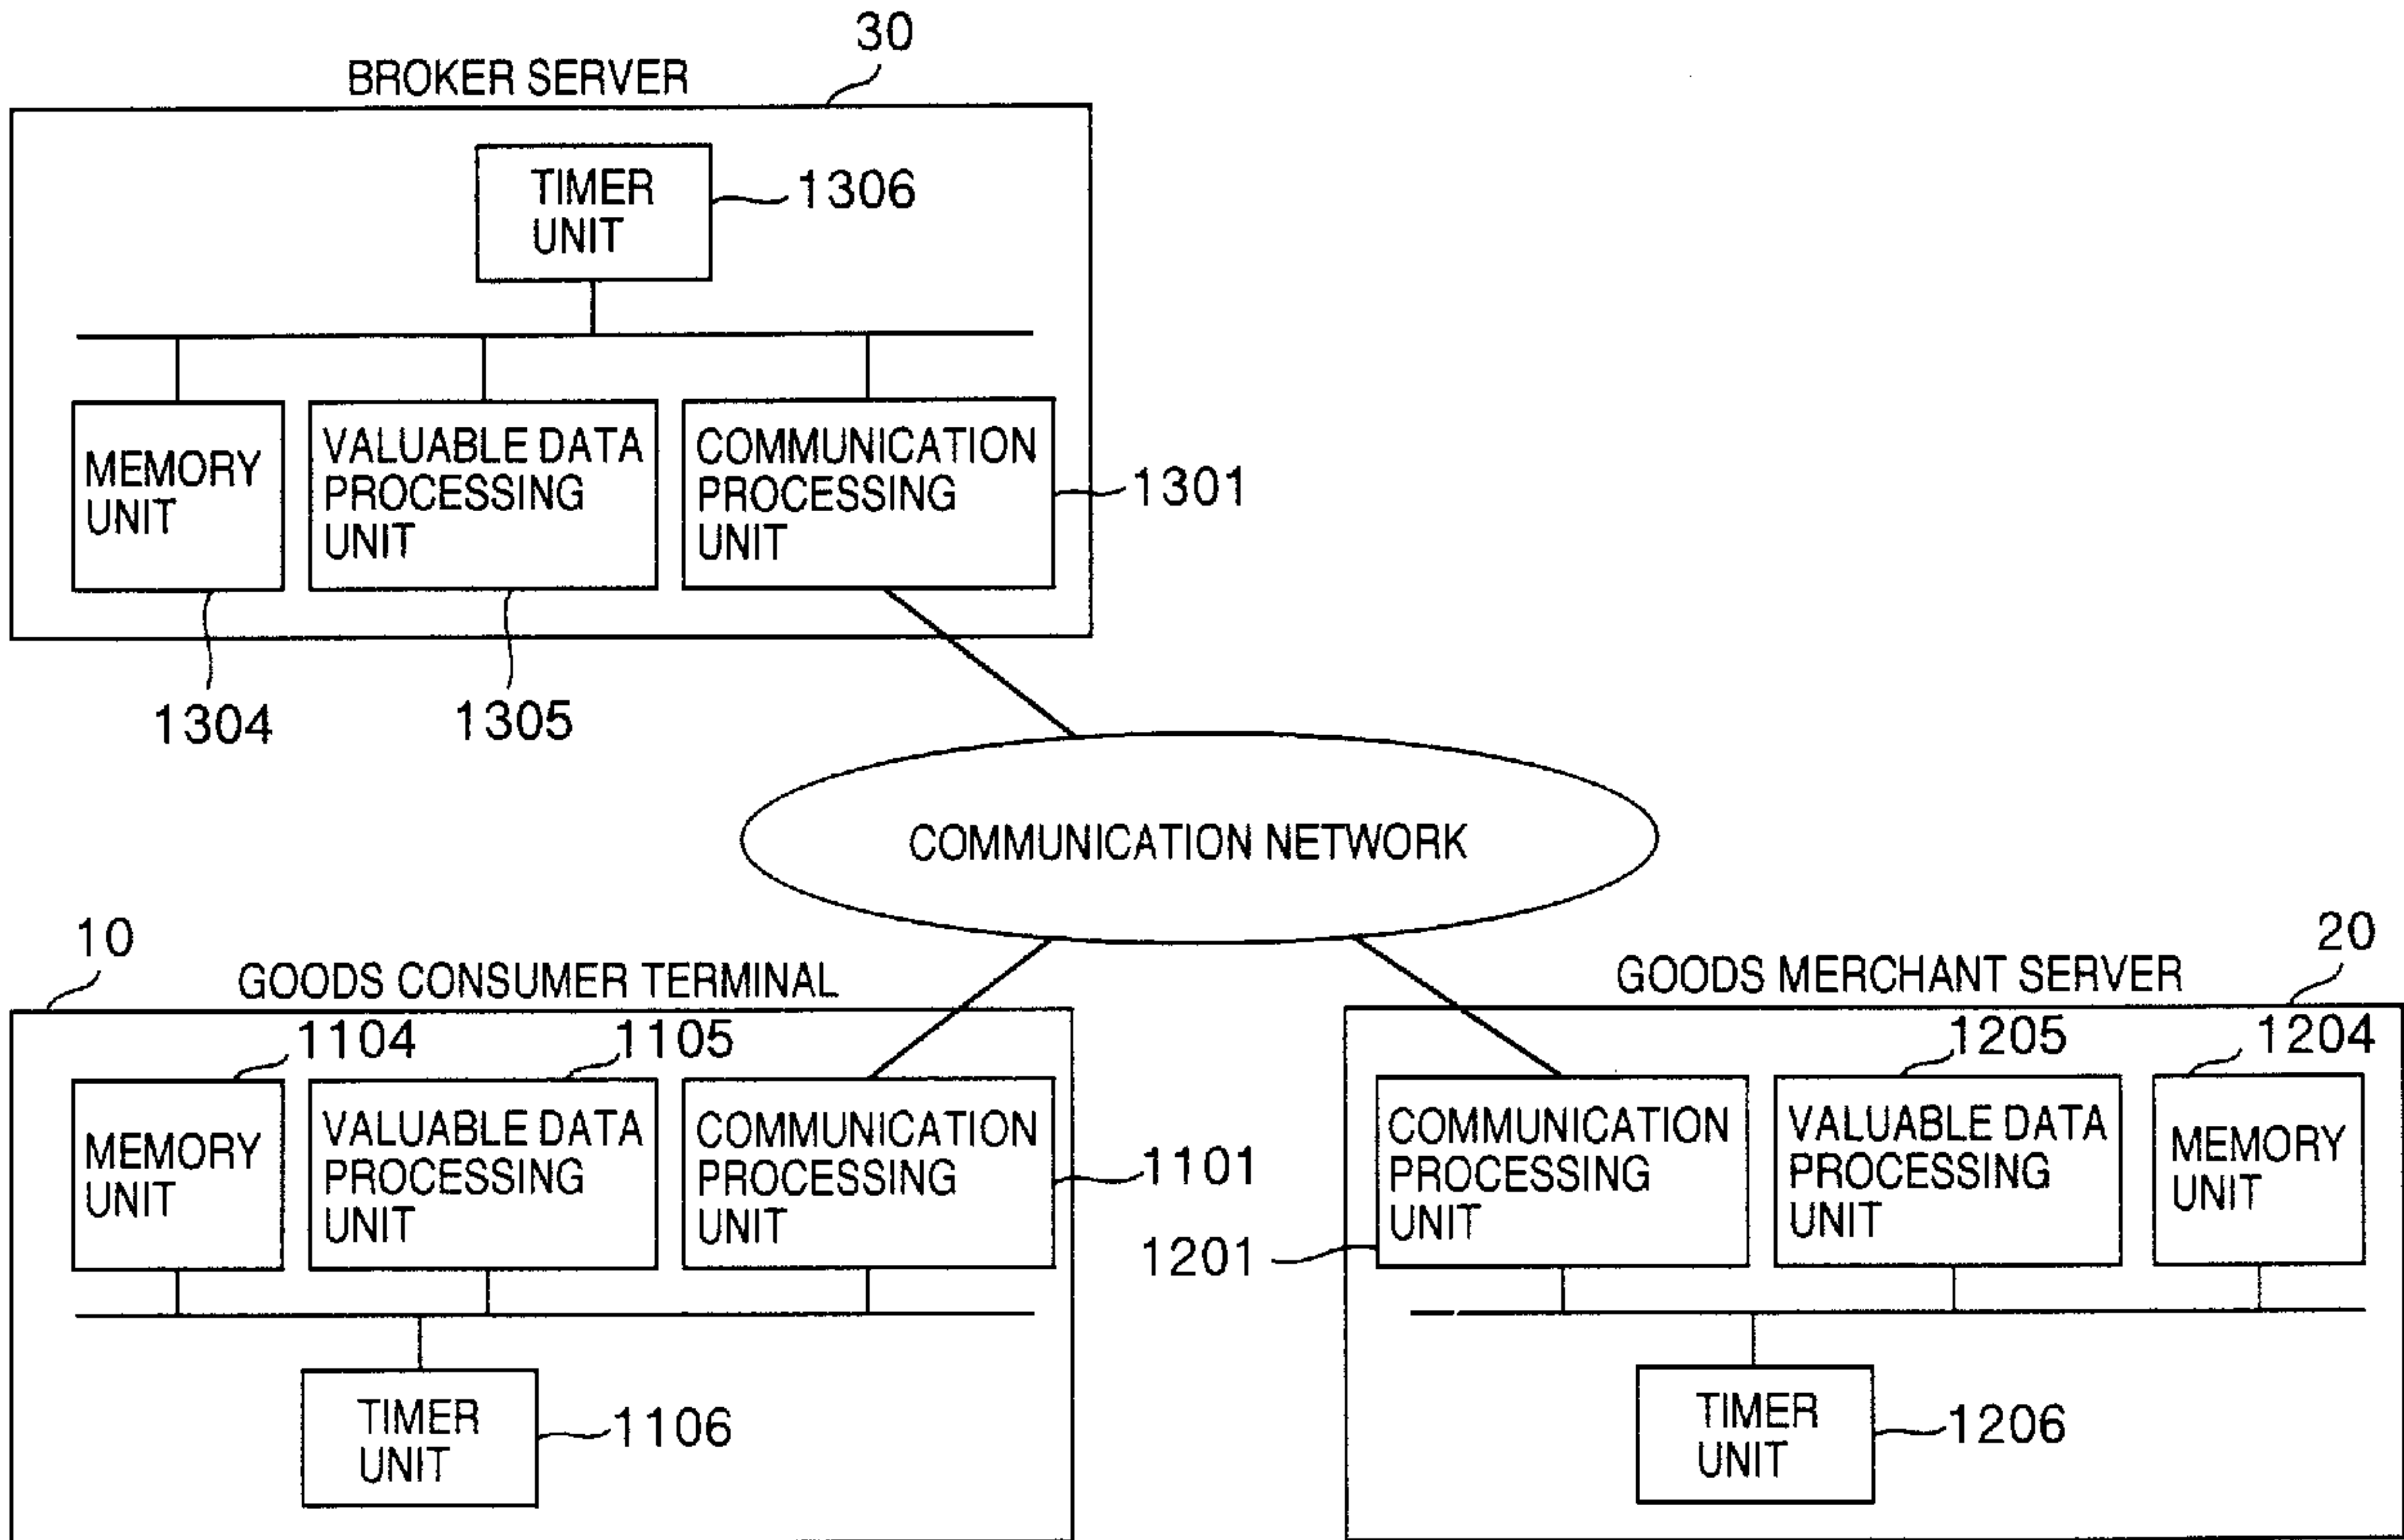 30
BROKER SERVER
TIMER
UNIT
1306
MEMORY
UNIT
VALUABLE DATA
PROCESSING
UNIT
COMMUNICATION
PROCESSING
UNIT
1301
1304
1305
COMMUNICATION NETWORK
10
GOODS CONSUMER TERMINAL
1104
1105
MEMORY
UNIT
VALUABLE DATA
PROCESSING
UNIT
COMMUNICATION
PROCESSING
UNIT
1101
TIMER
UNIT
1106
20
GOODS MERCHANT SERVER
1205
1204
COMMUNICATION
PROCESSING
UNIT
1201
VALUABLE DATA
PROCESSING
UNIT
MEMORY
UNIT
TIMER
UNIT
1206